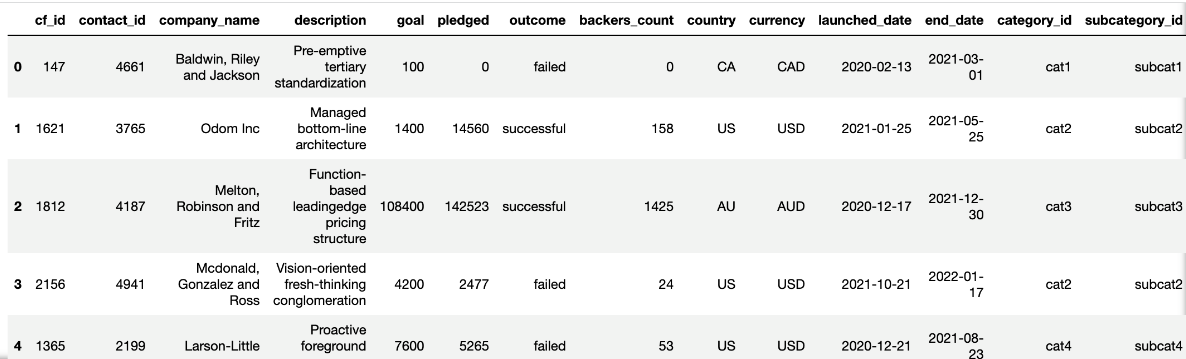 cf_id contact_id company_name description goal pledged outcome backers_count country currency launched_date end_date category_id subcategory_id
0 147 4661 Baldwin, Riley and Jackson Pre-emptive tertiary standardization 100 0 failed 0 CA CAD 2020-02-13 2021-03-01 cat1 subcat1
1 1621 3765 Odom Inc Managed bottom-line architecture 1400 14560 successful 158 US USD 2021-01-25 2021-05-25 cat2 subcat2
2 1812 4187 Melton, Robinson and Fritz Function-based leadingedge pricing structure 108400 142523 successful 1425 AU AUD 2020-12-17 2021-12-30 cat3 subcat3
3 2156 4941 Mcdonald, Gonzalez and Ross Vision-oriented fresh-thinking conglomeration 4200 2477 failed 24 US USD 2021-10-21 2022-01-17 cat2 subcat2
4 1365 2199 Larson-Little Proactive foreground 7600 5265 failed 53 US USD 2020-12-21 2021-08-23 cat4 subcat4